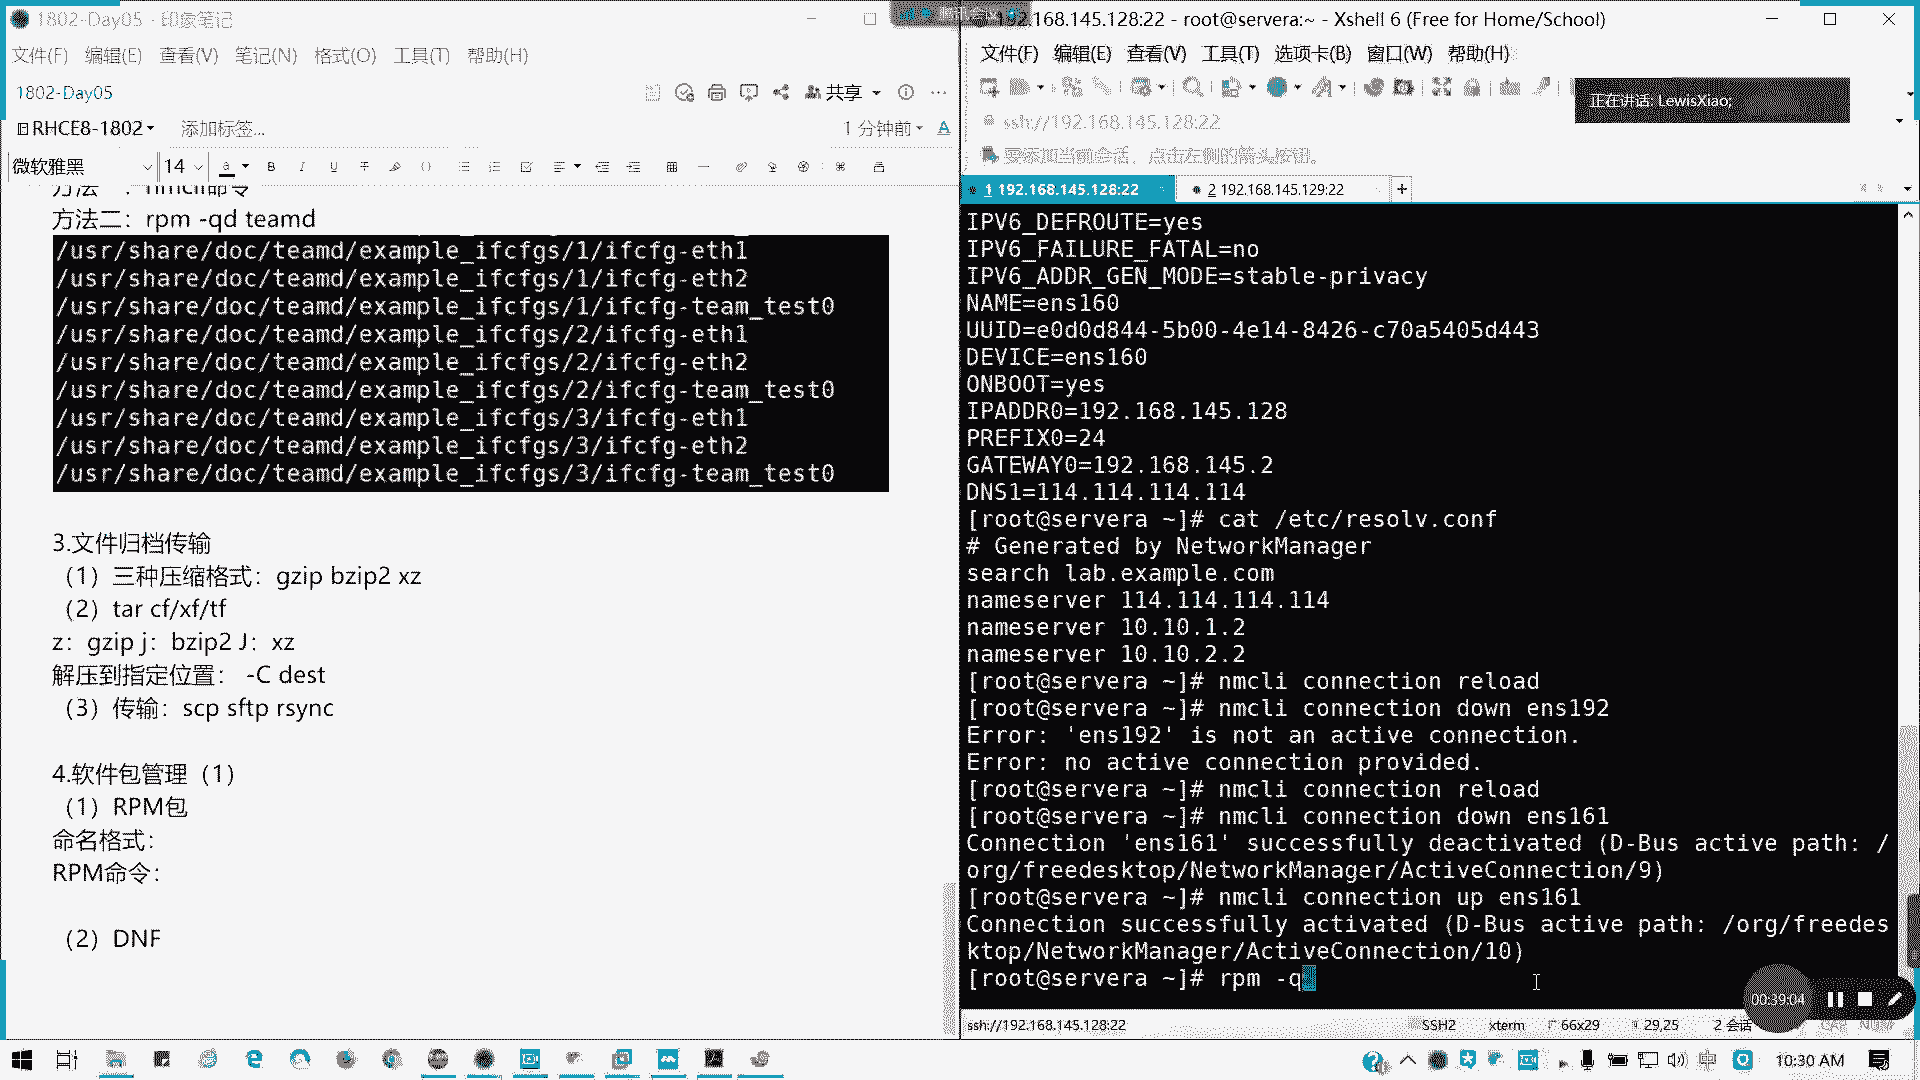 1802-Day05 - 印象笔记
文件(F) 编辑(E) 查看(V) 笔记(N) 格式(O) 工具(T) 帮助(H)
1802-Day05
共享
RHCE8-1802
添加标签...
1 分钟前
微软雅黑
14
nmcli命令
方法二：rpm -qd teamd
/usr/share/doc/teamd/example_ifcfgs/1/ifcfg-eth1
/usr/share/doc/teamd/example_ifcfgs/1/ifcfg-eth2
/usr/share/doc/teamd/example_ifcfgs/1/ifcfg-team_test0
/usr/share/doc/teamd/example_ifcfgs/2/ifcfg-eth1
/usr/share/doc/teamd/example_ifcfgs/2/ifcfg-eth2
/usr/share/doc/teamd/example_ifcfgs/2/ifcfg-team_test0
/usr/share/doc/teamd/example_ifcfgs/3/ifcfg-eth1
/usr/share/doc/teamd/example_ifcfgs/3/ifcfg-eth2
/usr/share/doc/teamd/example_ifcfgs/3/ifcfg-team_test0
3.文件归档传输
（1）三种压缩格式：gzip bzip2 xz
（2）tar cf/xf/tf
z：gzip j：bzip2 J：xz
解压到指定位置： -C dest
（3）传输：scp sftp rsync
4.软件包管理（1）
（1）RPM包
命名格式：
RPM命令：
（2）DNF
腾讯会议
192.168.145.128:22 - root@servera:~ - Xshell 6 (Free for Home/School)
文件(F) 编辑(E) 查看(V) 工具(T) 选项卡(B) 窗口(W) 帮助(H)
正在讲话: LewisXiao;
ssh://192.168.145.128:22
要添加当前会话，点击左侧的箭头按钮。
1 192.168.145.128:22
2 192.168.145.129:22
IPV6_DEFROUTE=yes
IPV6_FAILURE_FATAL=no
IPV6_ADDR_GEN_MODE=stable-privacy
NAME=ens160
UUID=e0d0d844-5b00-4e14-8426-c70a5405d443
DEVICE=ens160
ONBOOT=yes
IPADDR0=192.168.145.128
PREFIX0=24
GATEWAY0=192.168.145.2
DNS1=114.114.114.114
[root@servera ~]# cat /etc/resolv.conf
# Generated by NetworkManager
search lab.example.com
nameserver 114.114.114.114
nameserver 10.10.1.2
nameserver 10.10.2.2
[root@servera ~]# nmcli connection reload
[root@servera ~]# nmcli connection down ens192
Error: 'ens192' is not an active connection.
Error: no active connection provided.
[root@servera ~]# nmcli connection reload
[root@servera ~]# nmcli connection down ens161
Connection 'ens161' successfully deactivated (D-Bus active path: /
org/freedesktop/NetworkManager/ActiveConnection/9)
[root@servera ~]# nmcli connection up ens161
Connection successfully activated (D-Bus active path: /org/freedes
ktop/NetworkManager/ActiveConnection/10)
[root@servera ~]# rpm -q
00:39:04
ssh://192.168.145.128:22
SSH2
xterm
66x29
29,25
2 会话
CAP NUM
10:30 AM